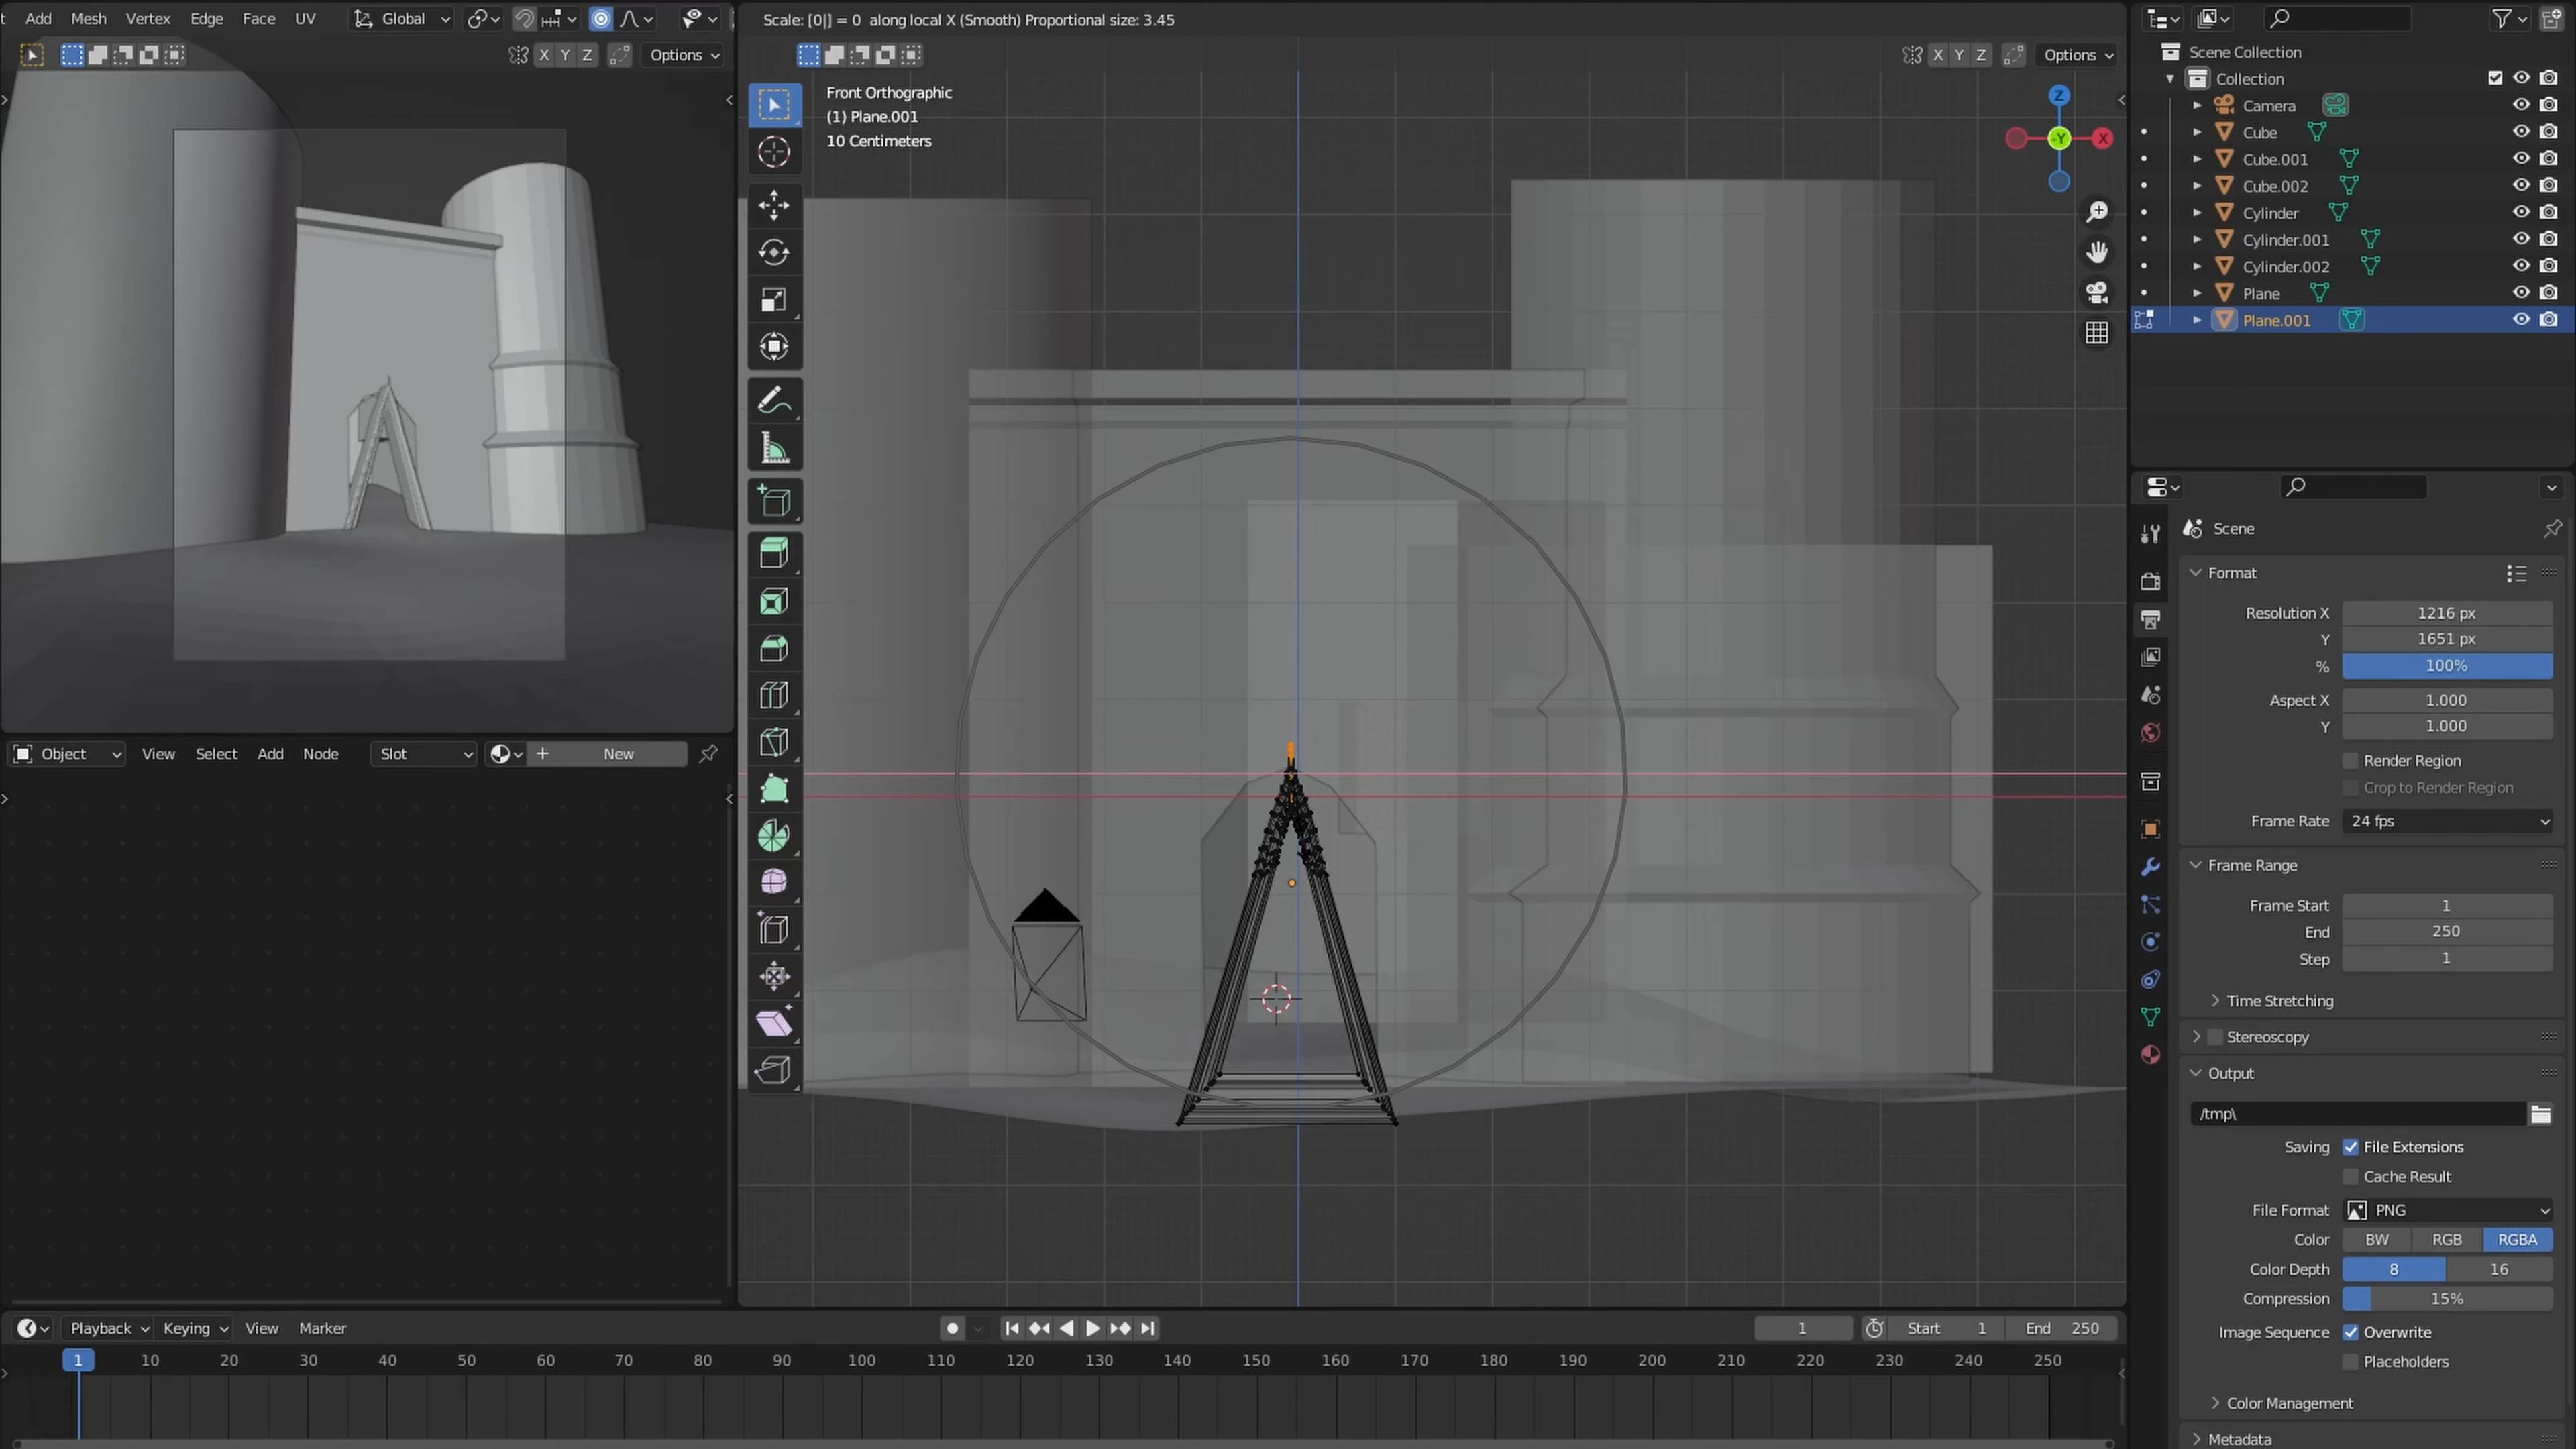 Add Mesh Vertex Edge Face UV Global
X Y Z Options
Scale: [0|] = 0 along local X (Smooth) Proportional size: 3.45
X Y Z Options
Front Orthographic
(1) Plane.001
10 Centimeters
Z
-Y
X
Object View Select Add Node Slot New
Scene Collection
Collection
Camera
Cube
Cube.001
Cube.002
Cylinder
Cylinder.001
Cylinder.002
Plane
Plane.001
Scene
Format
Resolution X 1216 px
Y 1651 px
% 100%
Aspect X 1.000
Y 1.000
Render Region
Crop to Render Region
Frame Rate 24 fps
Frame Range
Frame Start 1
End 250
Step 1
Time Stretching
Stereoscopy
Output
/tmp\
Saving File Extensions
Cache Result
File Format PNG
Color BW RGB RGBA
Color Depth 8 16
Compression 15%
Image Sequence Overwrite
Placeholders
Color Management
Metadata
Playback Keying View Marker 1 Start 1 End 250
1 10 20 30 40 50 60 70 80 90 100 110 120 130 140 150 160 170 180 190 200 210 220 230 240 250